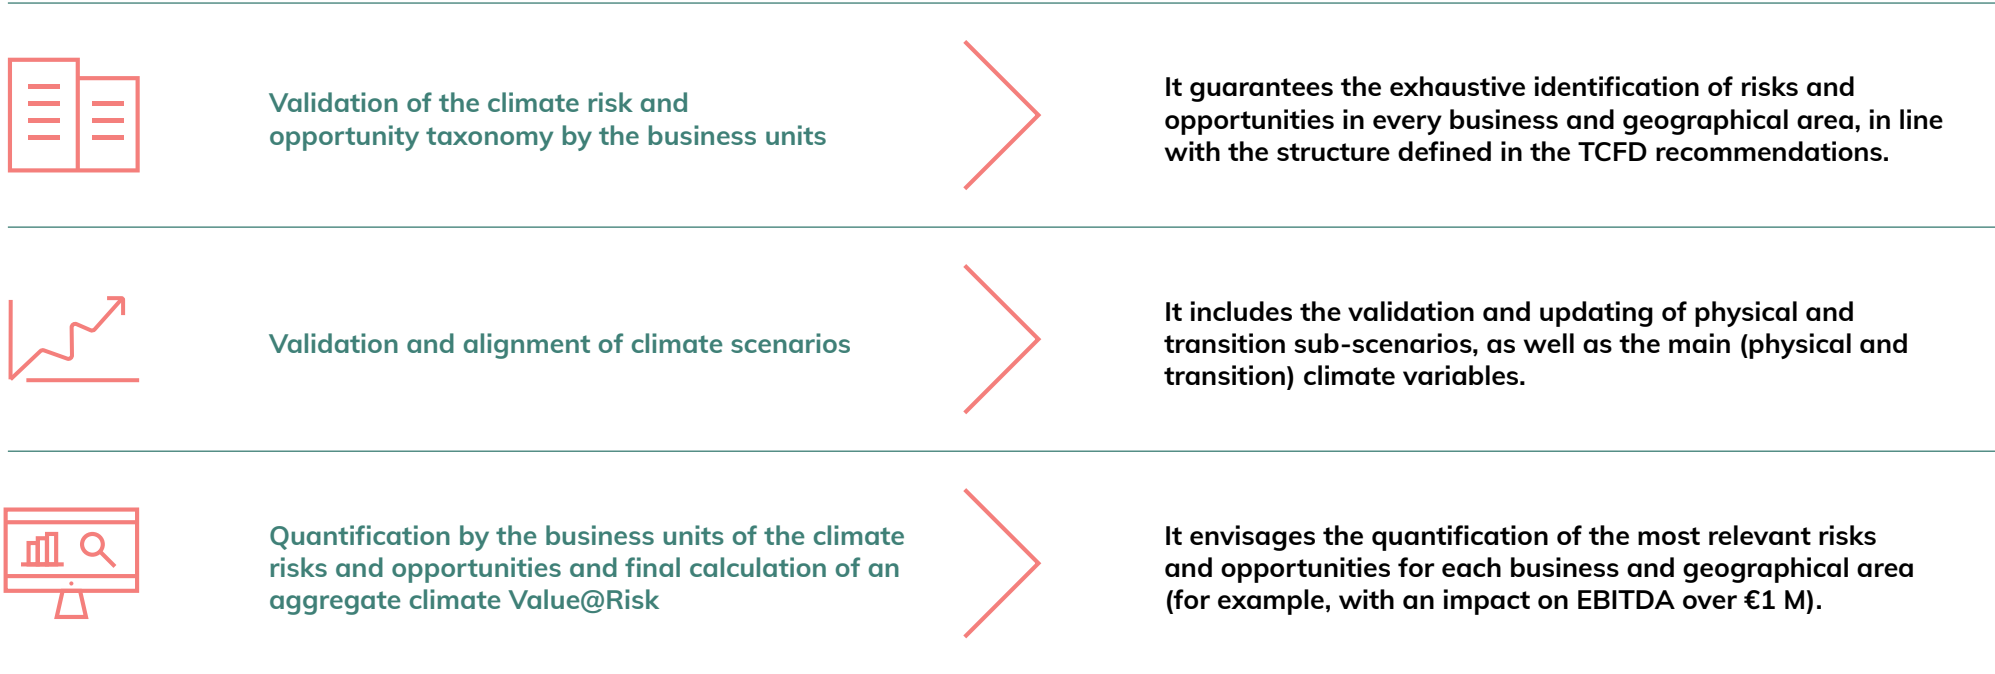 Validation of the climate risk and
opportunity taxonomy by the business units
It guarantees the exhaustive identification of risks and
opportunities in every business and geographical area, in line
with the structure defined in the TCFD recommendations.
Validation and alignment of climate scenarios
It includes the validation and updating of physical and
transition sub-scenarios, as well as the main (physical and
transition) climate variables.
Quantification by the business units of the climate
risks and opportunities and final calculation of an
aggregate climate Value@Risk
It envisages the quantification of the most relevant risks
and opportunities for each business and geographical area
(for example, with an impact on EBITDA over €1 M).